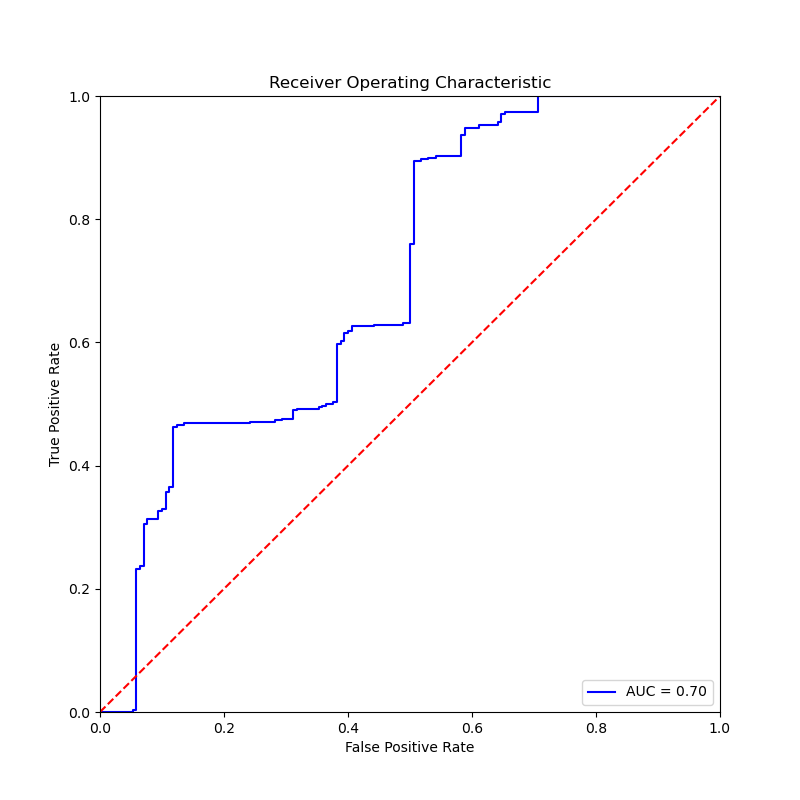 Receiver Operating Characteristic
1.0
0.8
0.6
0.4
0.2
0.0
True Positive Rate
AUC = 0.70
0.0 0.2 0.4 0.6 0.8 1.0
False Positive Rate